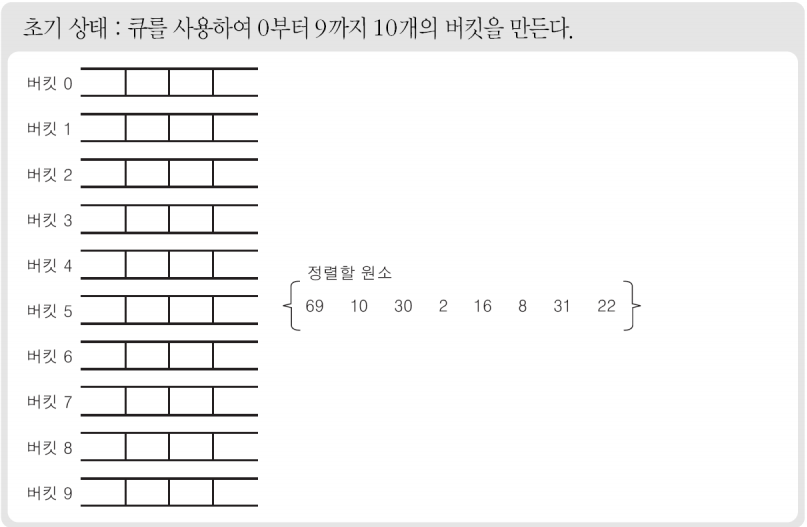 초기 상태 : 큐를 사용하여 0부터 9까지 10개의 버킷을 만든다.
버킷 0
버킷 1
버킷 2
버킷 3
버킷 4
정렬할 원소
버킷 5
69 10 30 2 16 8 31 22
버킷 6
버킷 7
버킷 8
버킷 9